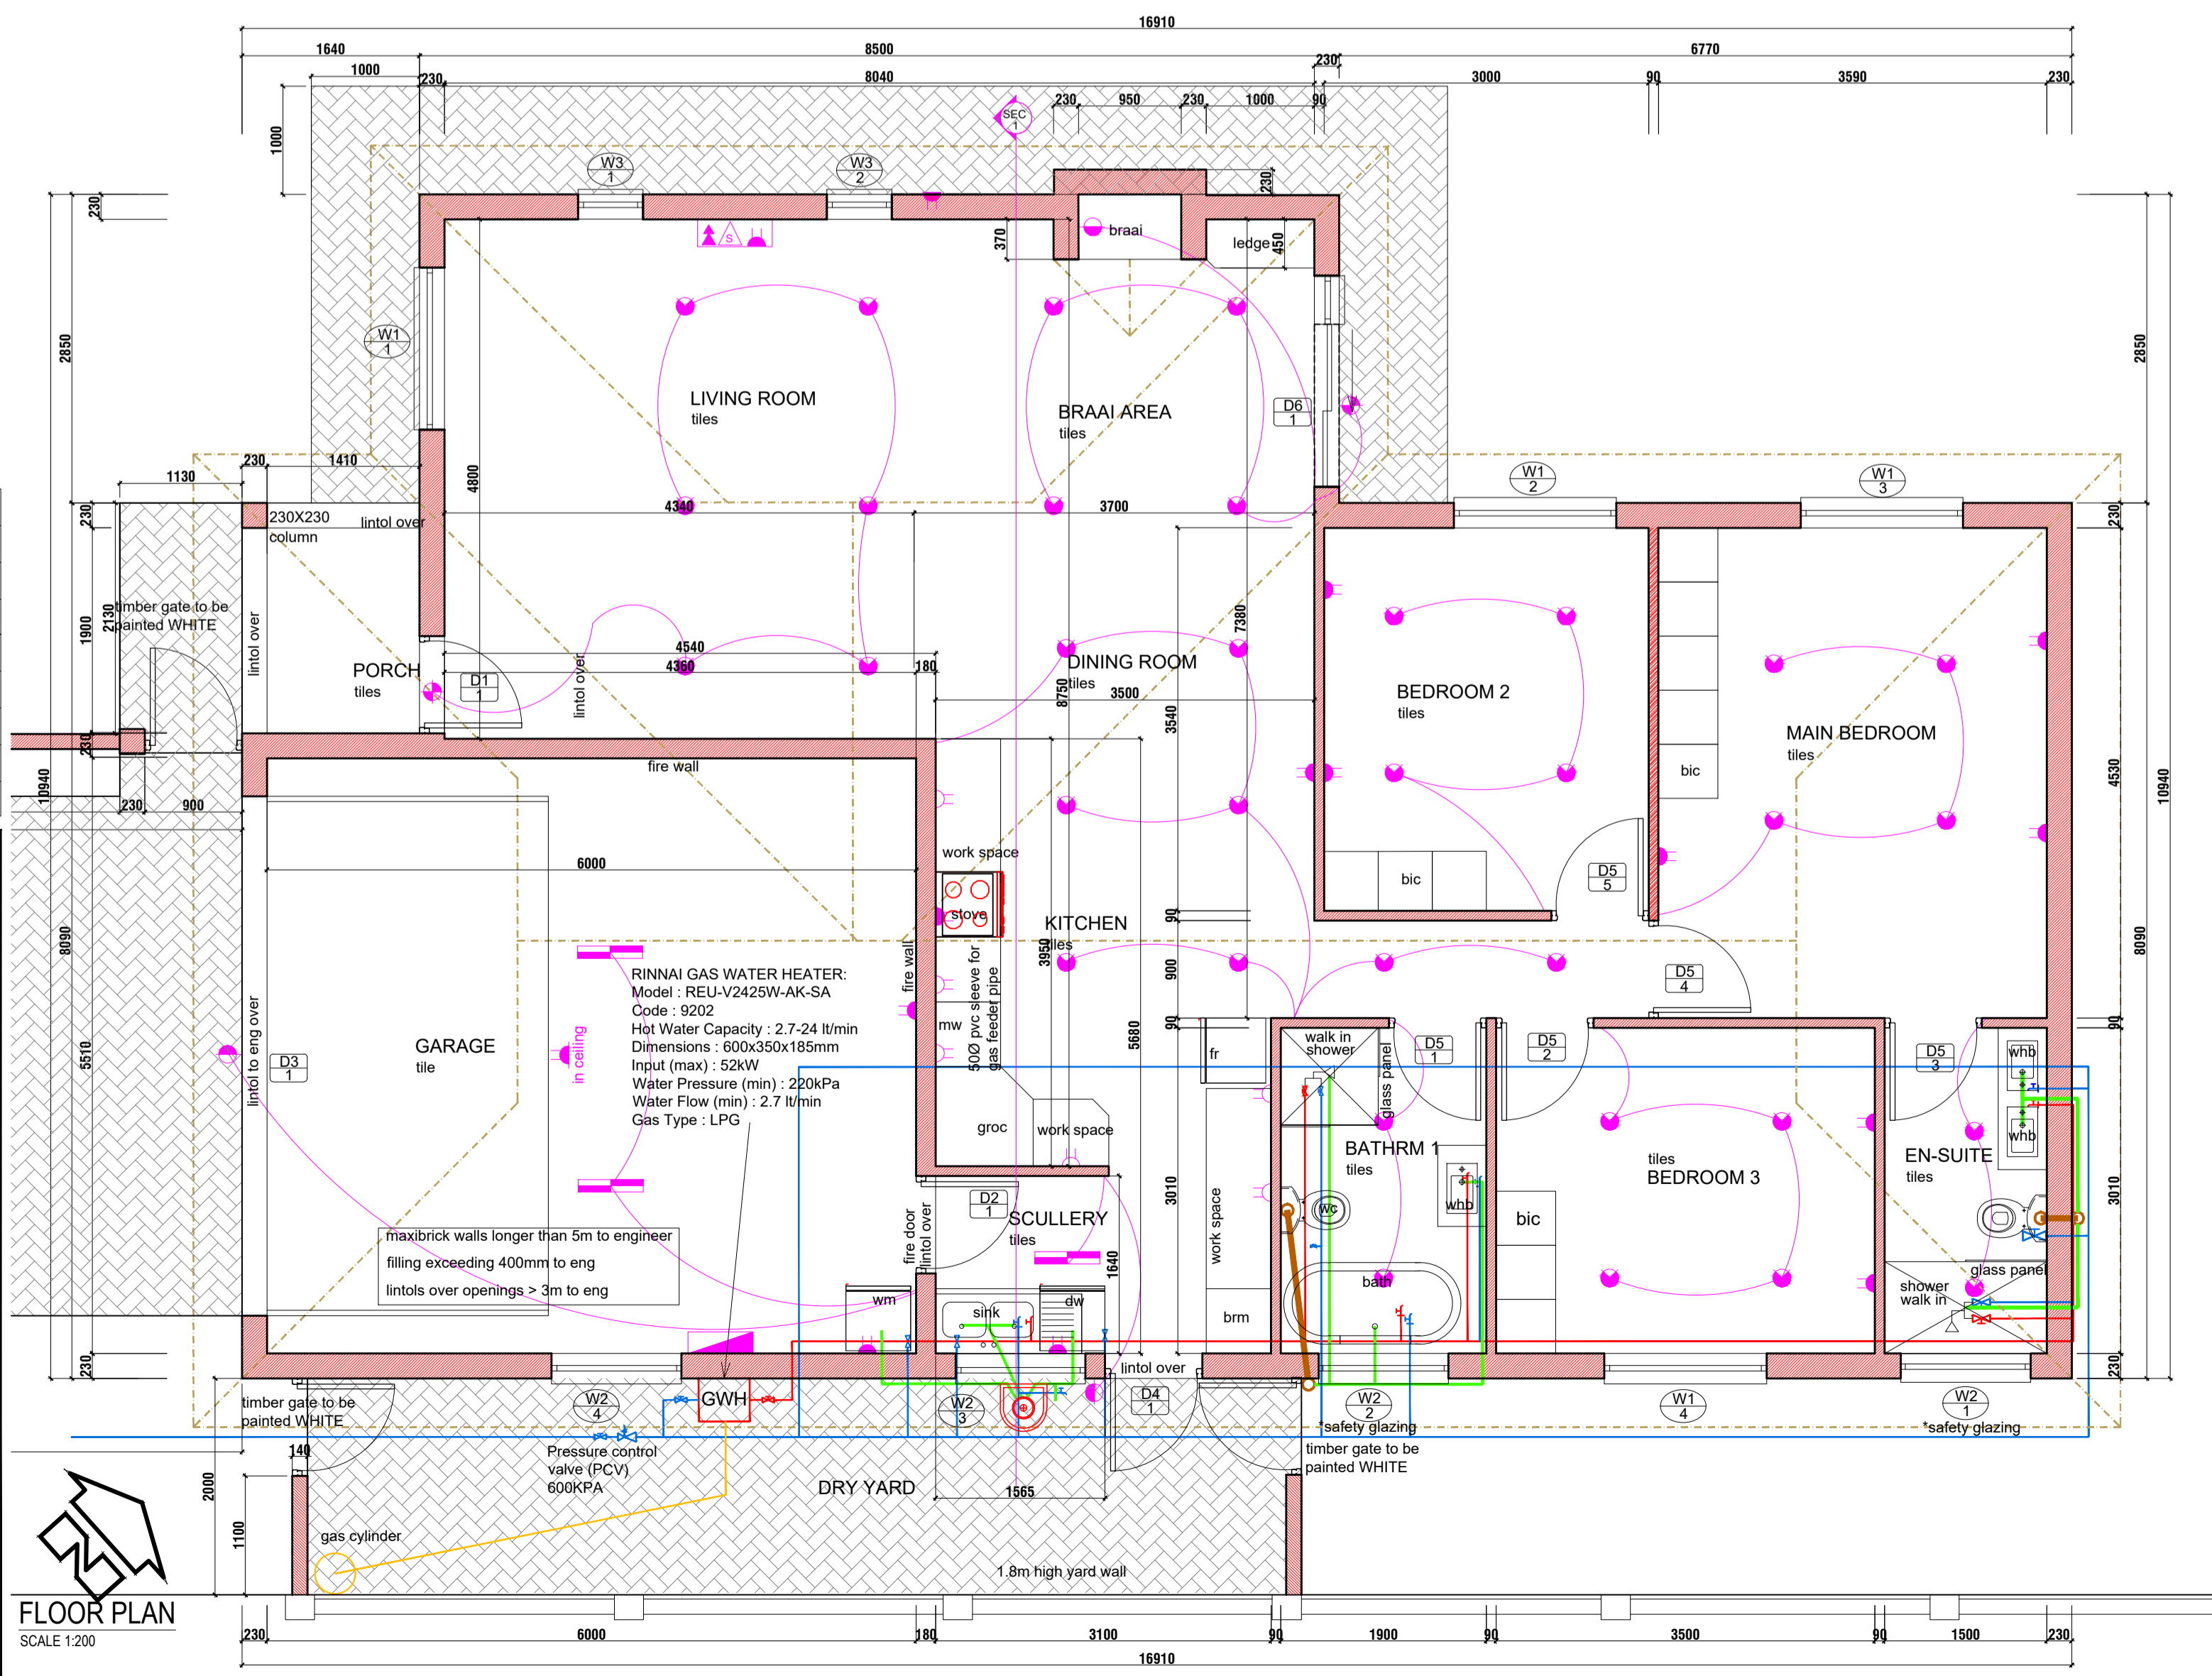 16910
1640
8500
6770
1000
230
8040
230
3000
90
3590
230
230
950
230
1000
90
SEC
1
1000
W3
1
W3
2
230
230
S
braai
ledge
450
370
2850
2850
W1
1
LIVING ROOM
tiles
BRAAI AREA
tiles
D6
1
230
1410
1130
4800
W1
2
W1
3
230
230X230
column
lintol over
4340
3700
230
timber gate to be
painted WHITE
2130
1900
lintol over
PORCH
tiles
D1
1
lintol over
4540
4360
180
DINING ROOM
tiles
8750
7380
3500
3540
BEDROOM 2
tiles
MAIN BEDROOM
tiles
bic
4530
10940
230
fire wall
10940
230
900
6000
work space
stove
bic
D5
5
KITCHEN
tiles
3950
90
900
90
fire wall
50Ø pvc sleeve for
gas feeder pipe
RINNAI GAS WATER HEATER:
Model : REU-V2425W-AK-SA
Code : 9202
Hot Water Capacity : 2.7-24 lt/min
Dimensions : 600x350x185mm
Input (max) : 52kW
Water Pressure (min) : 220kPa
Water Flow (min) : 2.7 lt/min
Gas Type : LPG
in ceiling
8090
5510
8090
D5
4
lintol to eng over
D3
1
GARAGE
tile
mw
5680
fr
walk in
shower
glass panel
D5
1
D5
2
D5
3
whb
whb
90
groc
work space
BATHRM 1
tiles
tiles
BEDROOM 3
EN-SUITE
tiles
3010
3010
work space
wc
whb
bic
D2
1
SCULLERY
tiles
fire door
lintol over
1640
maxibrick walls longer than 5m to engineer
filling exceeding 400mm to eng
lintols over openings > 3m to eng
wm
sink
dw
brm
bath
glass panel
shower
walk in
230
230
lintol over
timber gate to be
painted WHITE
W2
4
GWH
W2
3
D4
1
W2
2
*safety glazing
W1
4
W2
1
*safety glazing
140
Pressure control
valve (PCV)
600KPA
timber gate to be
painted WHITE
2000
DRY YARD
1565
1100
gas cylinder
1.8m high yard wall
FLOOR PLAN
SCALE 1:200
230
6000
180
3100
90
1900
90
3500
90
1500
230
16910